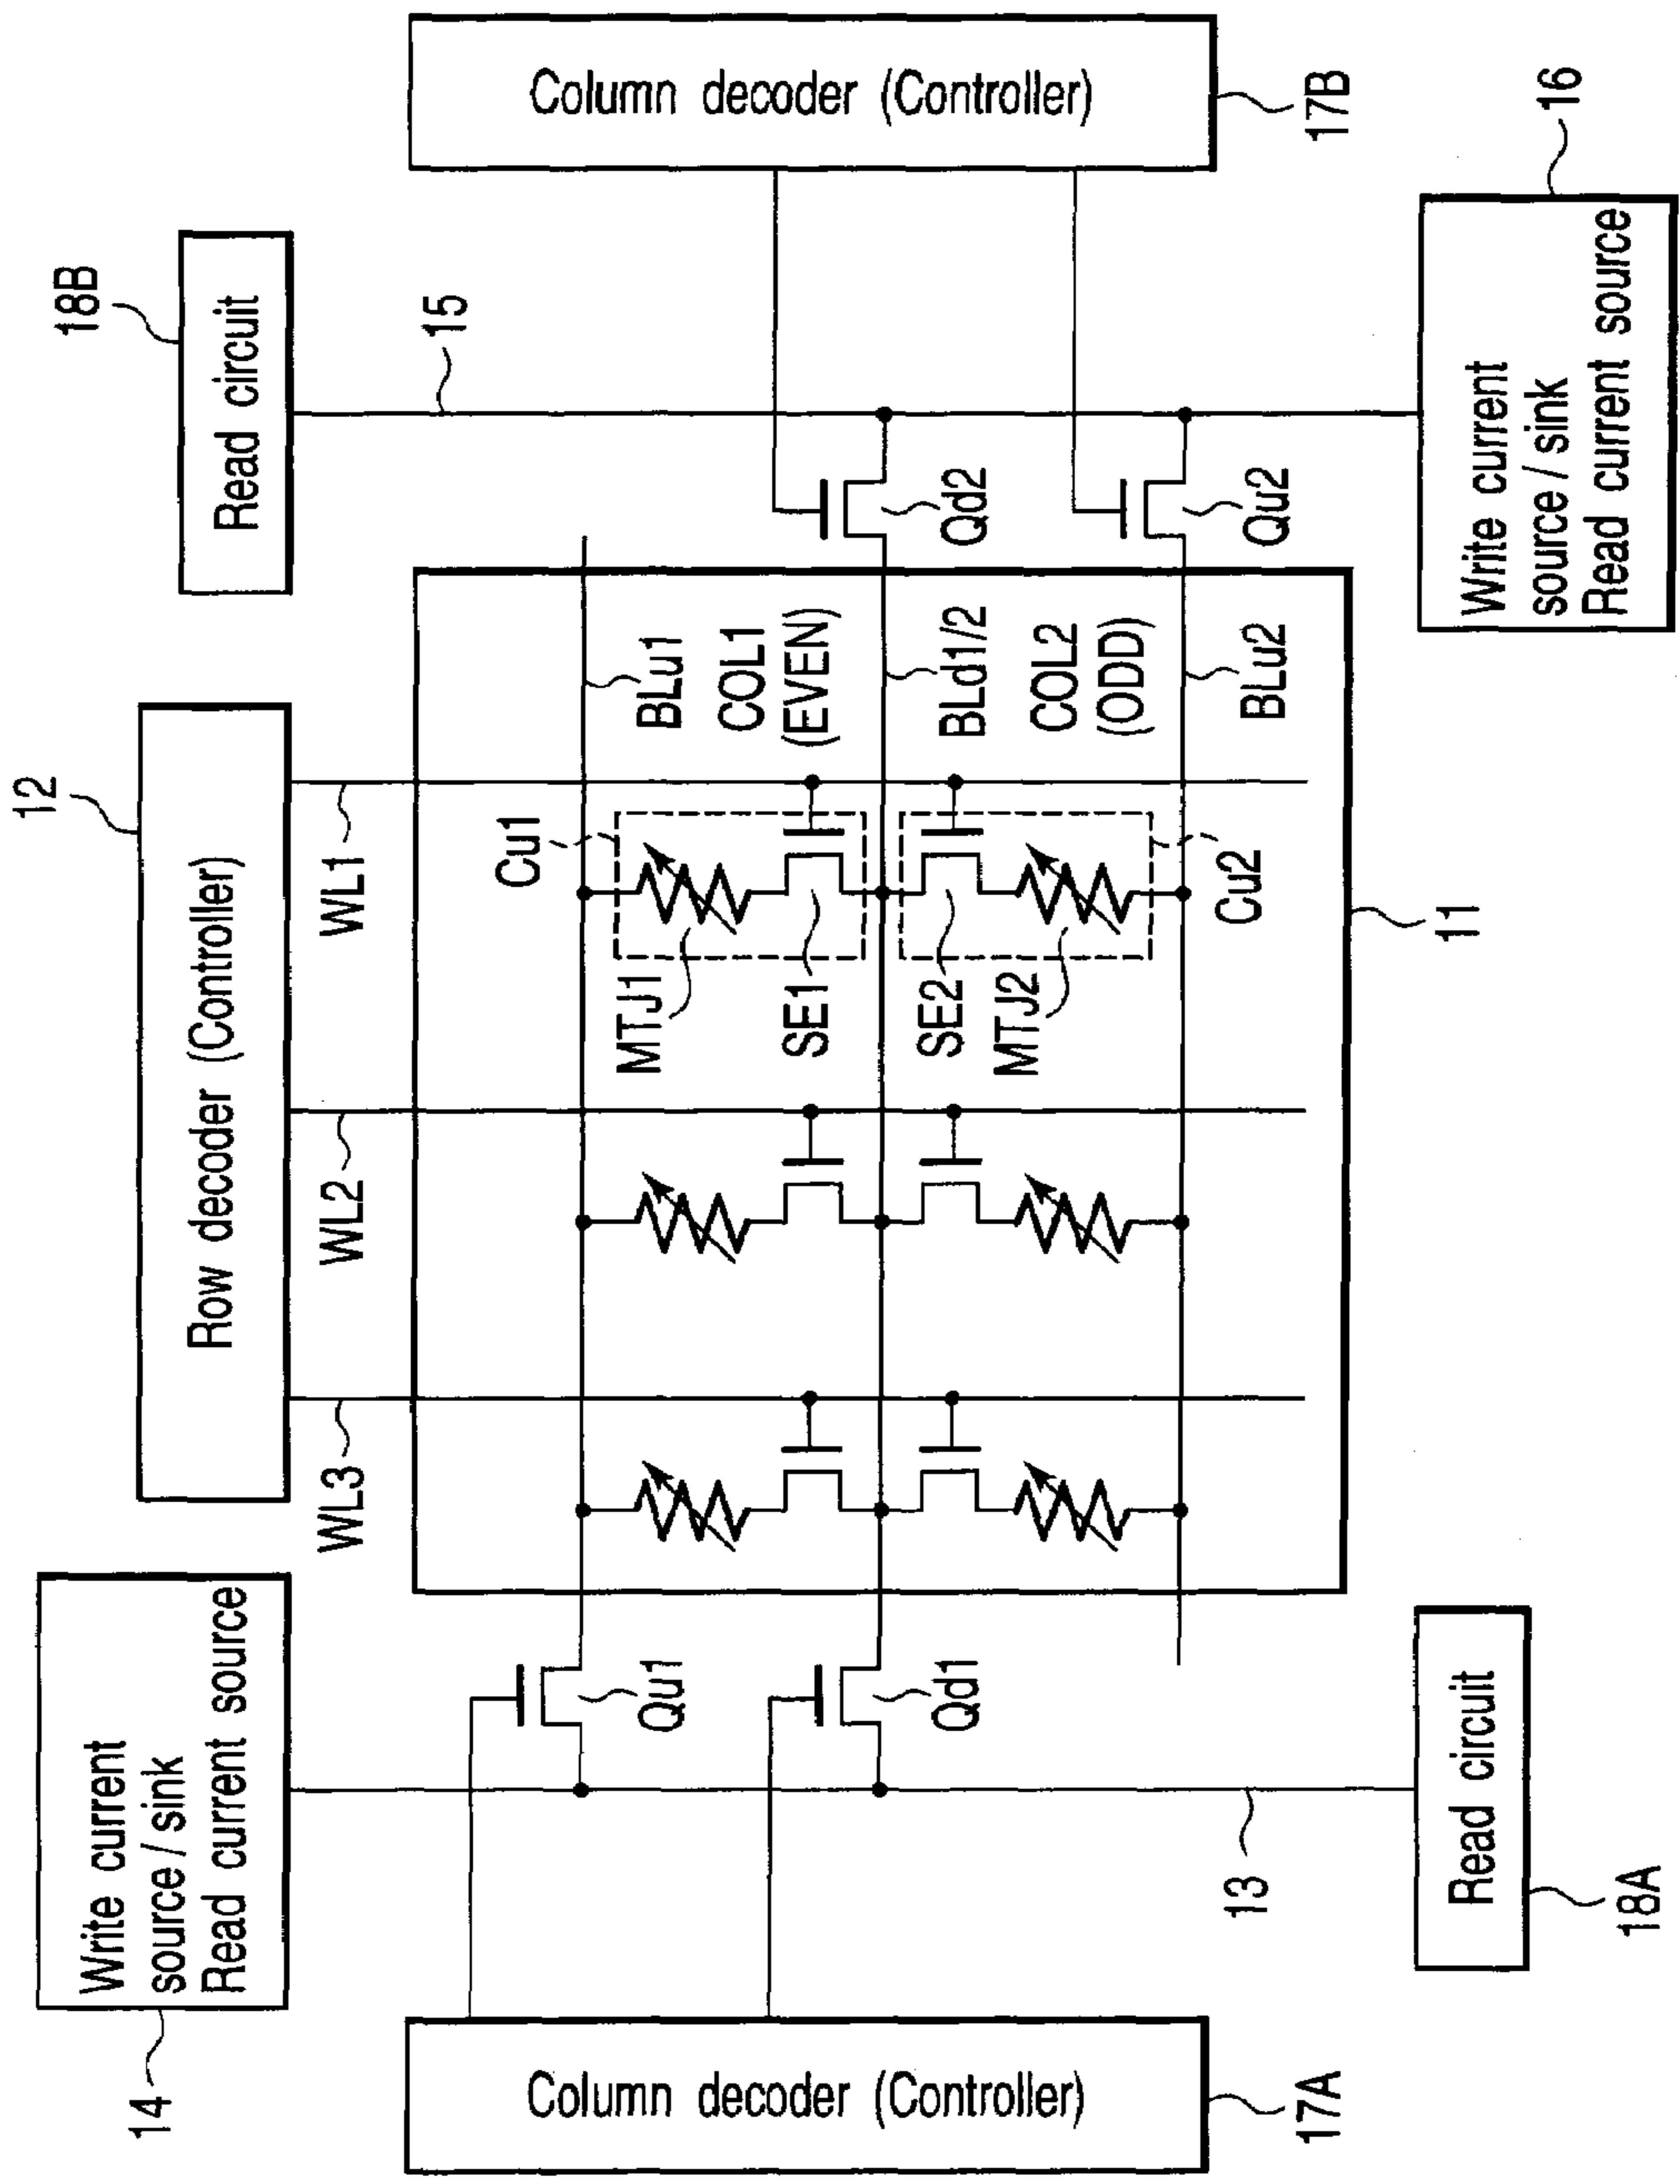 Column decoder (Controller)
17B
16
Write current
source / sink
Read current source
18B
Read circuit
15
Qd2
Qu2
12
Row decoder (Controller)
WL1
WL2
WL3
BLu1
COL1
(EVEN)
BLd1/2
COL2
(ODD)
BLu2
Cu1
Cu2
MTJ1
SE1
SE2
MTJ2
11
14
Write current
source / sink
Read current source
Qu1
Qd1
13
Read circuit
18A
Column decoder (Controller)
17A